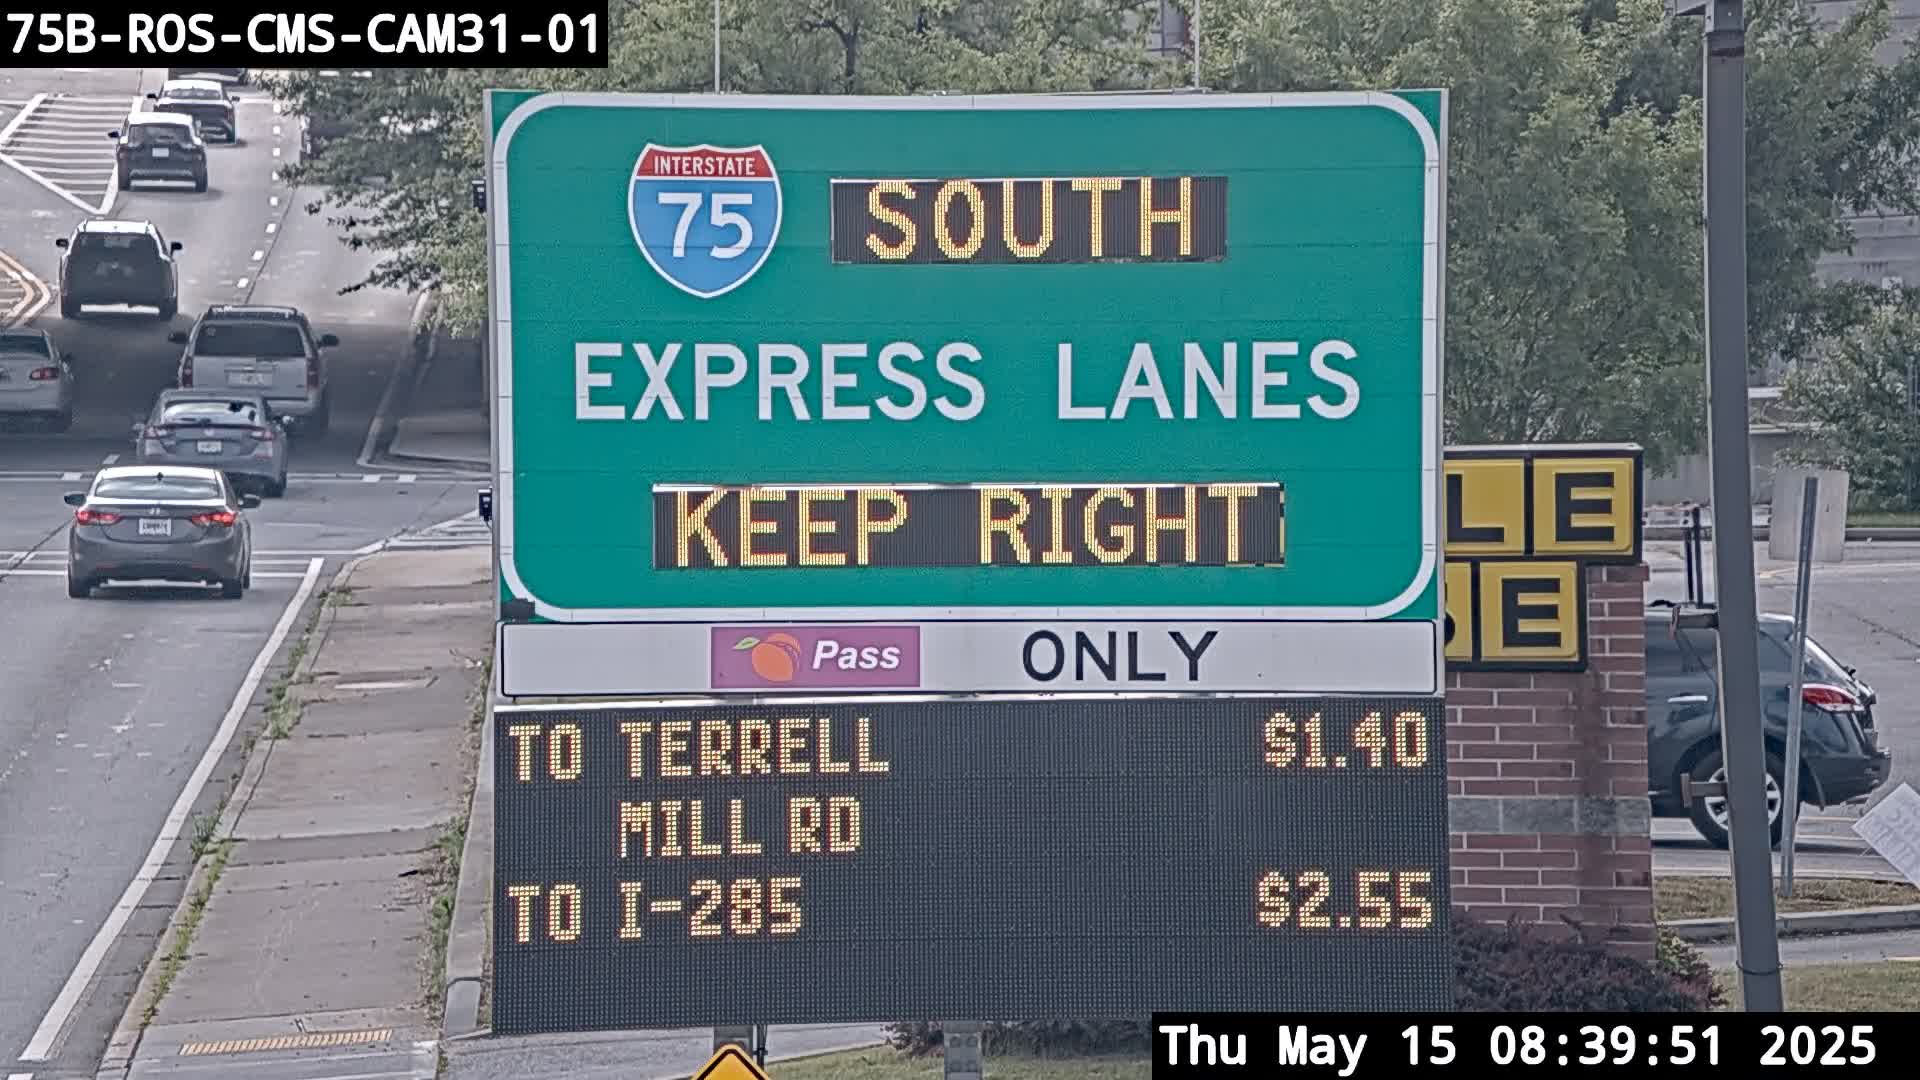 75B-ROS-CMS-CAM31-01
INTERSTATE
75
SOUTH
EXPRESS LANES
KEEP RIGHT
Pass ONLY
TO TERRELL $1.40
MILL RD
TO I-285 $2.55
LE
E
Thu May 15 08:39:51 2025